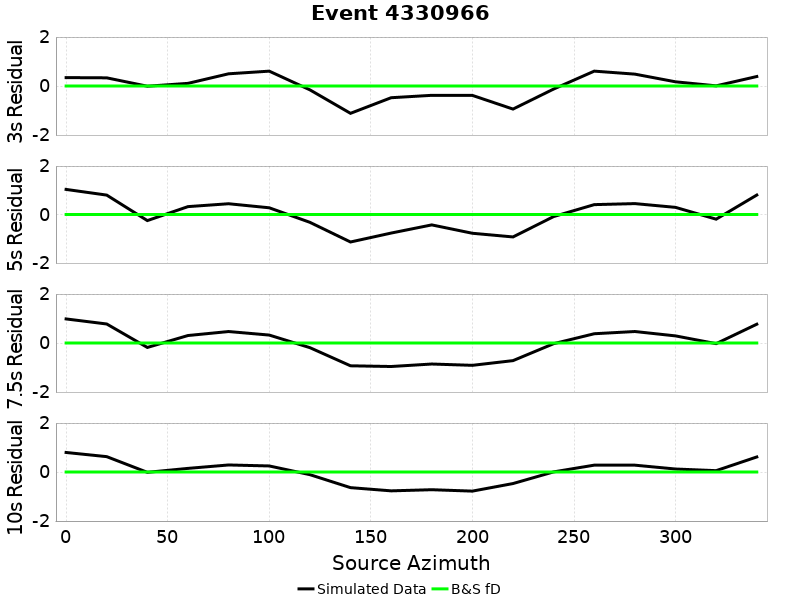 Event 4330966
3s Residual
2
0
-2
5s Residual
2
0
-2
7.5s Residual
2
0
-2
10s Residual
2
0
-2
0 50 100 150 200 250 300
Source Azimuth
Simulated Data B&S fD